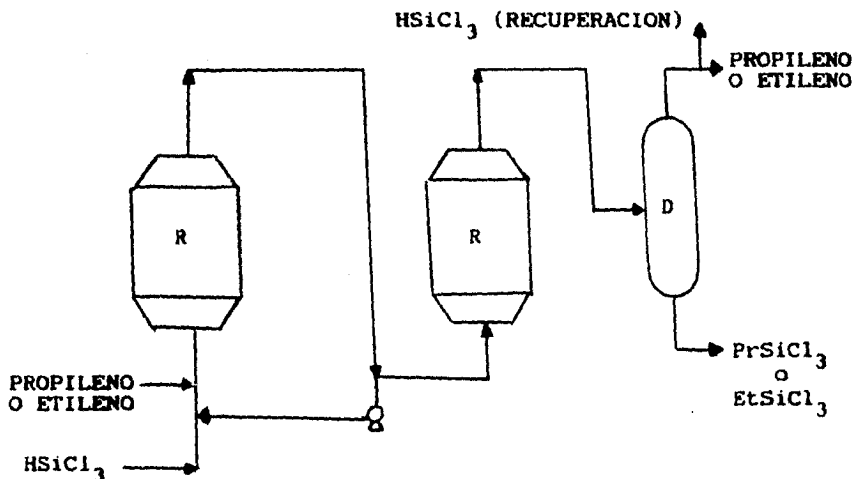 HSiCl₃ (RECUPERACION)
PROPILENO
O ETILENO
R
R
D
PROPILENO
O ETILENO
HSiCl₃
PrSiCl₃
o
EtSiCl₃